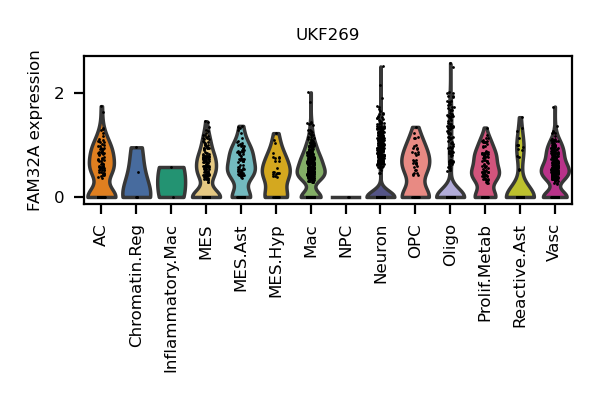 UKF269
FAM32A expression
2
0
AC
Chromatin.Reg
Inflammatory.Mac
MES
MES.Ast
MES.Hyp
Mac
NPC
Neuron
OPC
Oligo
Prolif.Metab
Reactive.Ast
Vasc